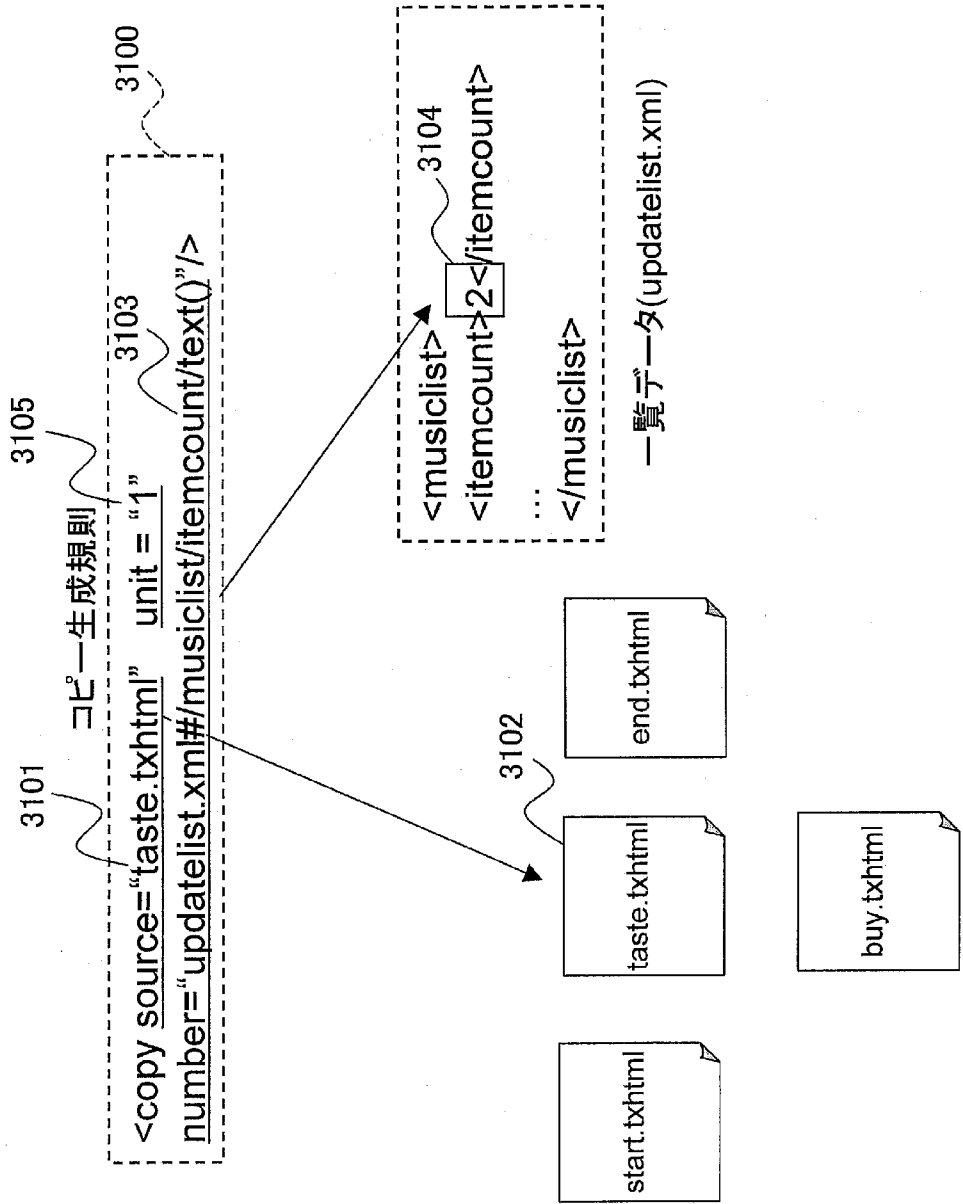 コピー生成規則
3105
3101
3100
<copy source=“taste.txhtml” unit = “1”
3103
number=“updatelist.xml#/musiclist/itemcount/text()”/>
3104
<musiclist>
<itemcount>2</itemcount>
…
</musiclist>
一覧データ(updatelist.xml)
3102
start.txhtml
taste.txhtml
end.txhtml
buy.txhtml